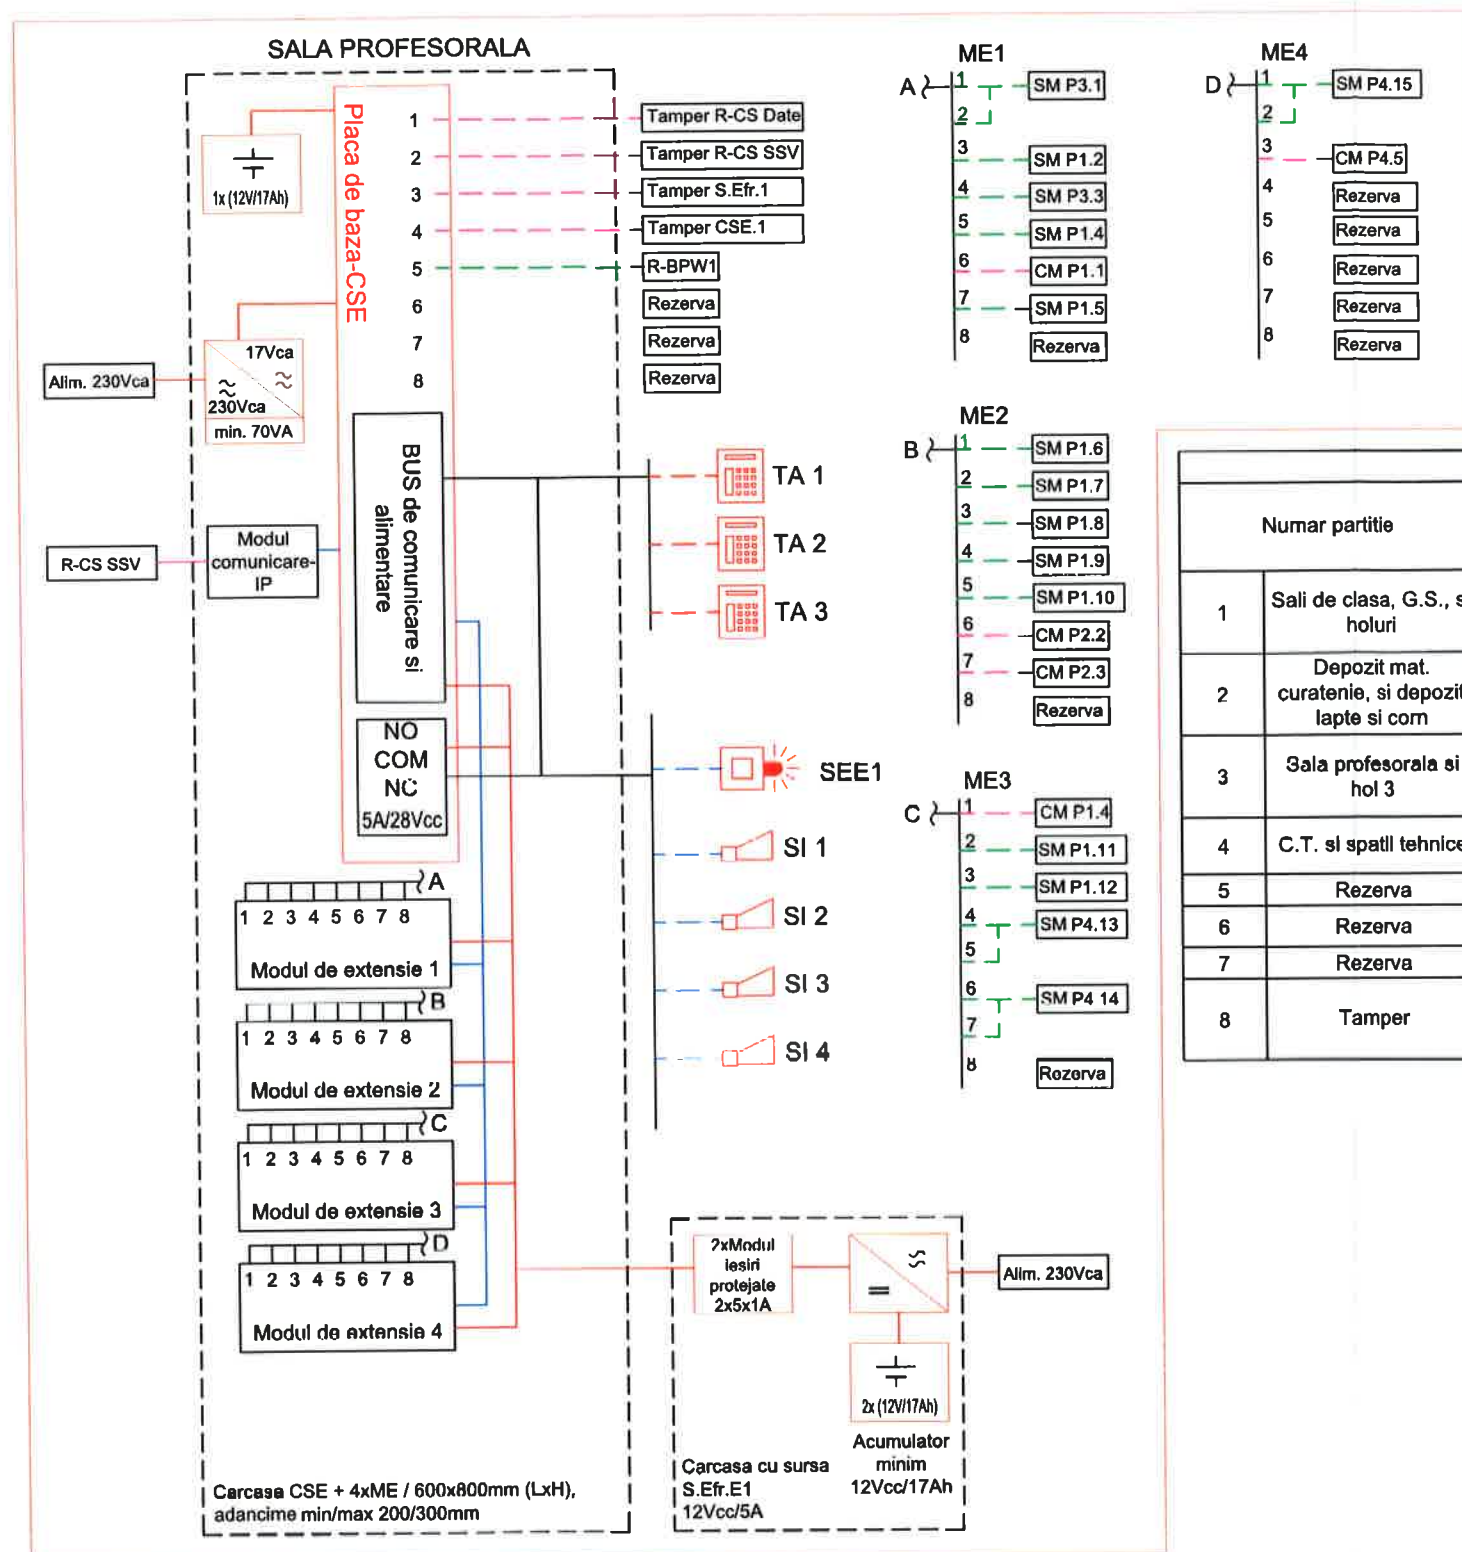 SALA PROFESORALA
Placa de baza-CSE
1
2
3
4
5
6
7
8
Tamper R-CS Date
Tamper R-CS SSV
Tamper S.Efr.1
Tamper CSE.1
R-BPW1
Rezerva
Rezerva
Rezerva
1x (12V/17Ah)
17Vca
230Vca
min. 70VA
Alim. 230Vca
R-CS SSV
Modul
comunicare-
IP
BUS de comunicare si
alimentare
NO
COM
NC
5A/28Vcc
TA 1
TA 2
TA 3
SEE1
SI 1
SI 2
SI 3
SI 4
A
1 2 3 4 5 6 7 8
Modul de extensie 1
B
1 2 3 4 5 6 7 8
Modul de extensie 2
C
1 2 3 4 5 6 7 8
Modul de extensie 3
D
1 2 3 4 5 6 7 8
Modul de extensie 4
Carcasa CSE + 4xME / 600x800mm (LxH),
adancime min/max 200/300mm
2xModul
iesiri
protejate
2x5x1A
Alim. 230Vca
2x (12V/17Ah)
Acumulator
minim
12Vcc/17Ah
Carcasa cu sursa
S.Efr.E1
12Vcc/5A
ME1
A
1 SM P3.1
2
3 SM P1.2
4 SM P3.3
5 SM P1.4
6 CM P1.1
7 SM P1.5
8 Rezerva
ME2
B
1 SM P1.6
2 SM P1.7
3 SM P1.8
4 SM P1.9
5 SM P1.10
6 CM P2.2
7 CM P2.3
8 Rezerva
ME3
C
1 CM P1.4
2 SM P1.11
3 SM P1.12
4 SM P4.13
5
6 SM P4 14
7
8 Rezerva
ME4
D
1 SM P4.15
2
3 CM P4.5
4 Rezerva
5 Rezerva
6 Rezerva
7 Rezerva
8 Rezerva
Numar partitie
1 Sali de clasa, G.S., s
holuri
2 Depozit mat.
curatenie, si depozit
lapte si corn
3 Sala profesorala si
hol 3
4 C.T. si spatii tehnice
5 Rezerva
6 Rezerva
7 Rezerva
8 Tamper